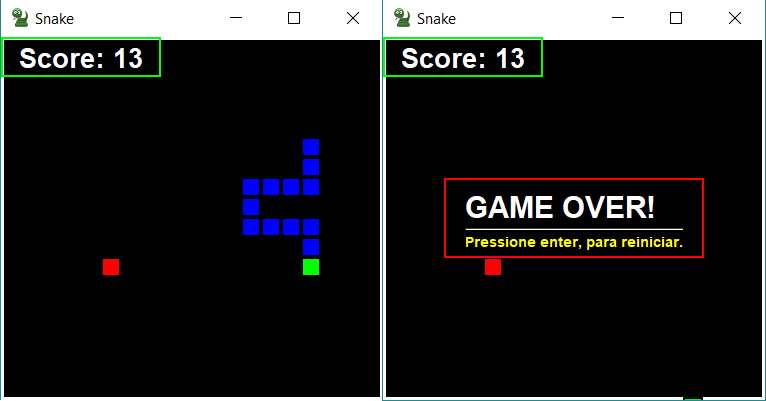 Snake
Score: 13
Snake
Score: 13
GAME OVER!
Pressione enter, para reiniciar.